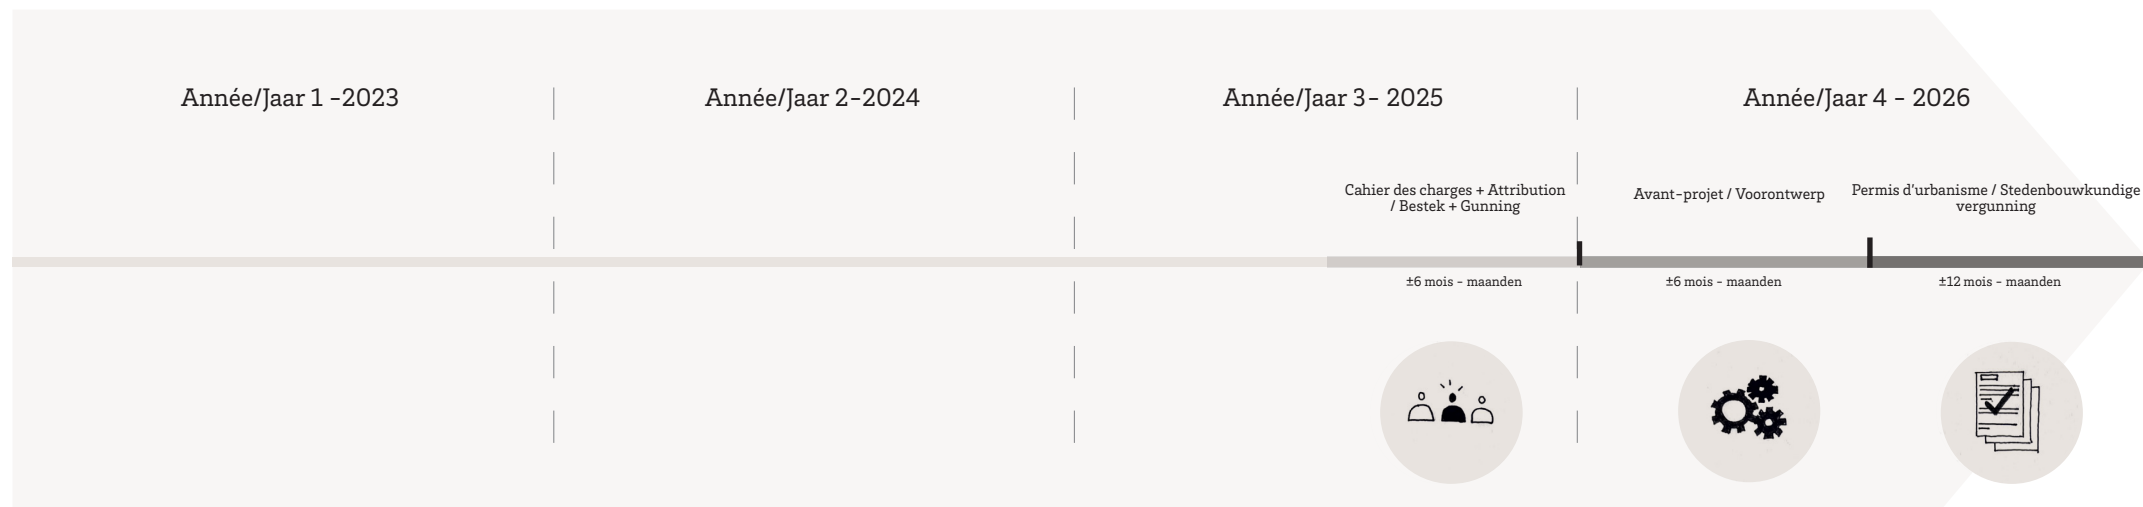 Année/Jaar 1 -2023
Année/Jaar 2-2024
Année/Jaar 3- 2025
Année/Jaar 4 - 2026
Cahier des charges + Attribution
/ Bestek + Gunning
Avant-projet / Voorontwerp
Permis d'urbanisme / Stedenbouwkundige
vergunning
±6 mois - maanden
±6 mois - maanden
±12 mois - maanden